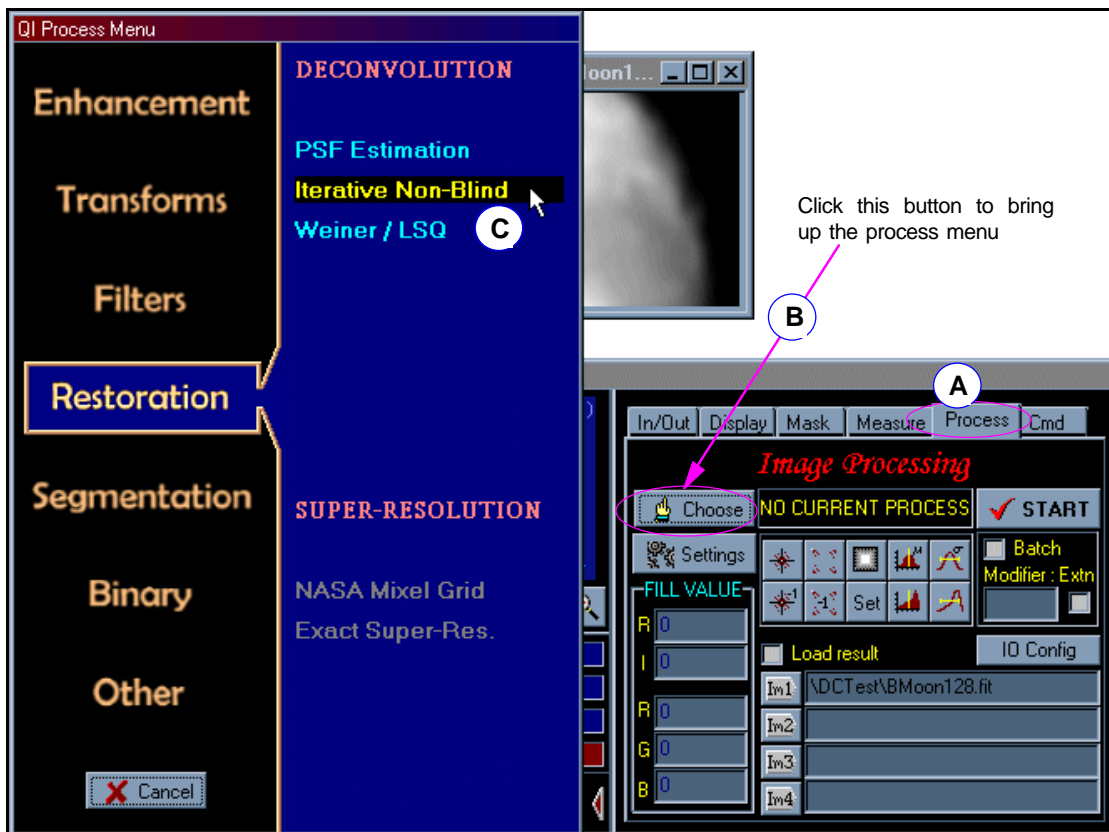 QI Process Menu
Enhancement
Transforms
Filters
Restoration
Segmentation
Binary
Other
Cancel
DECONVOLUTION
PSF Estimation
Iterative Non-Blind
Weiner / LSQ
C
SUPER-RESOLUTION
NASA Mixel Grid
Exact Super-Res.
oon1...
Click this button to bring
up the process menu
B
A
In/Out Display Mask Measure Process Cmd
Image Processing
Choose NO CURRENT PROCESS START
Settings
Batch
Modifier : Extn
-1
-1 Set
FILL VALUE
R 0
I 0
R 0
G 0
B 0
Load result IO Config
Im1 \DCTest\BMoon128.fit
Im2
Im3
Im4